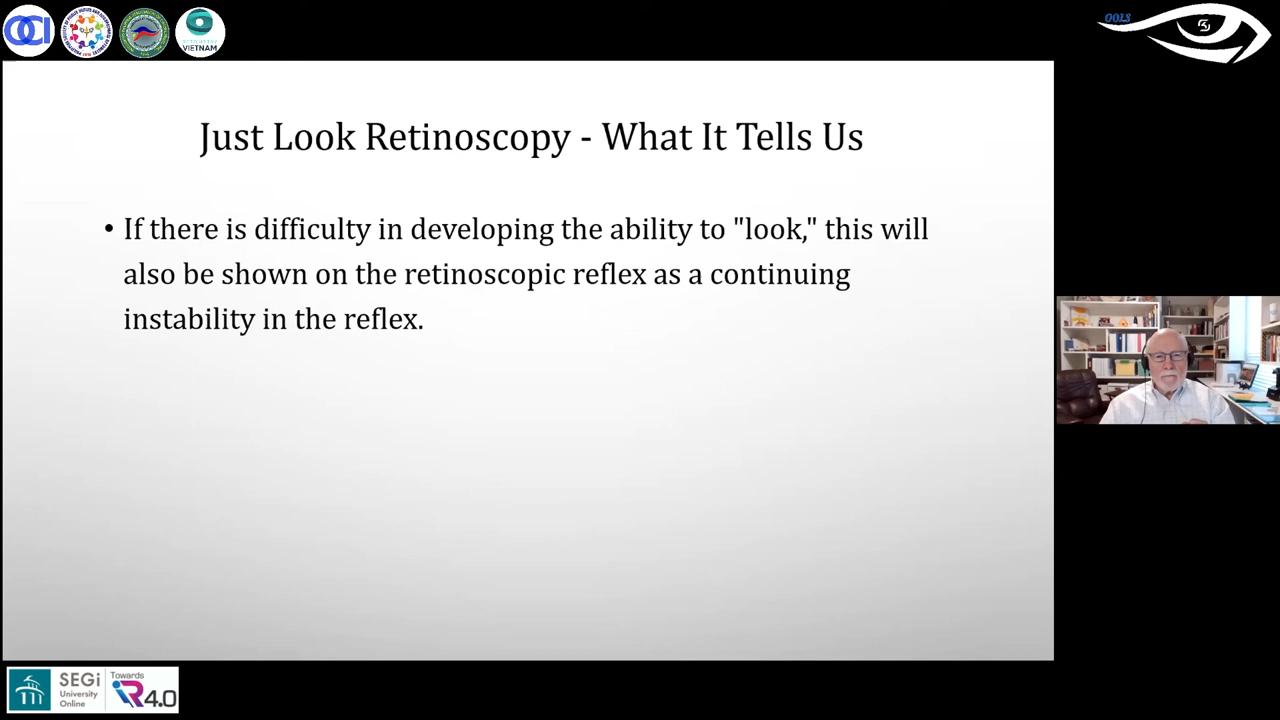 OCI
VIETNAM
OOLS
Just Look Retinoscopy - What It Tells Us
• If there is difficulty in developing the ability to "look," this will
also be shown on the retinoscopic reflex as a continuing
instability in the reflex.
SEGi
University
Online
Towards
iR4.0